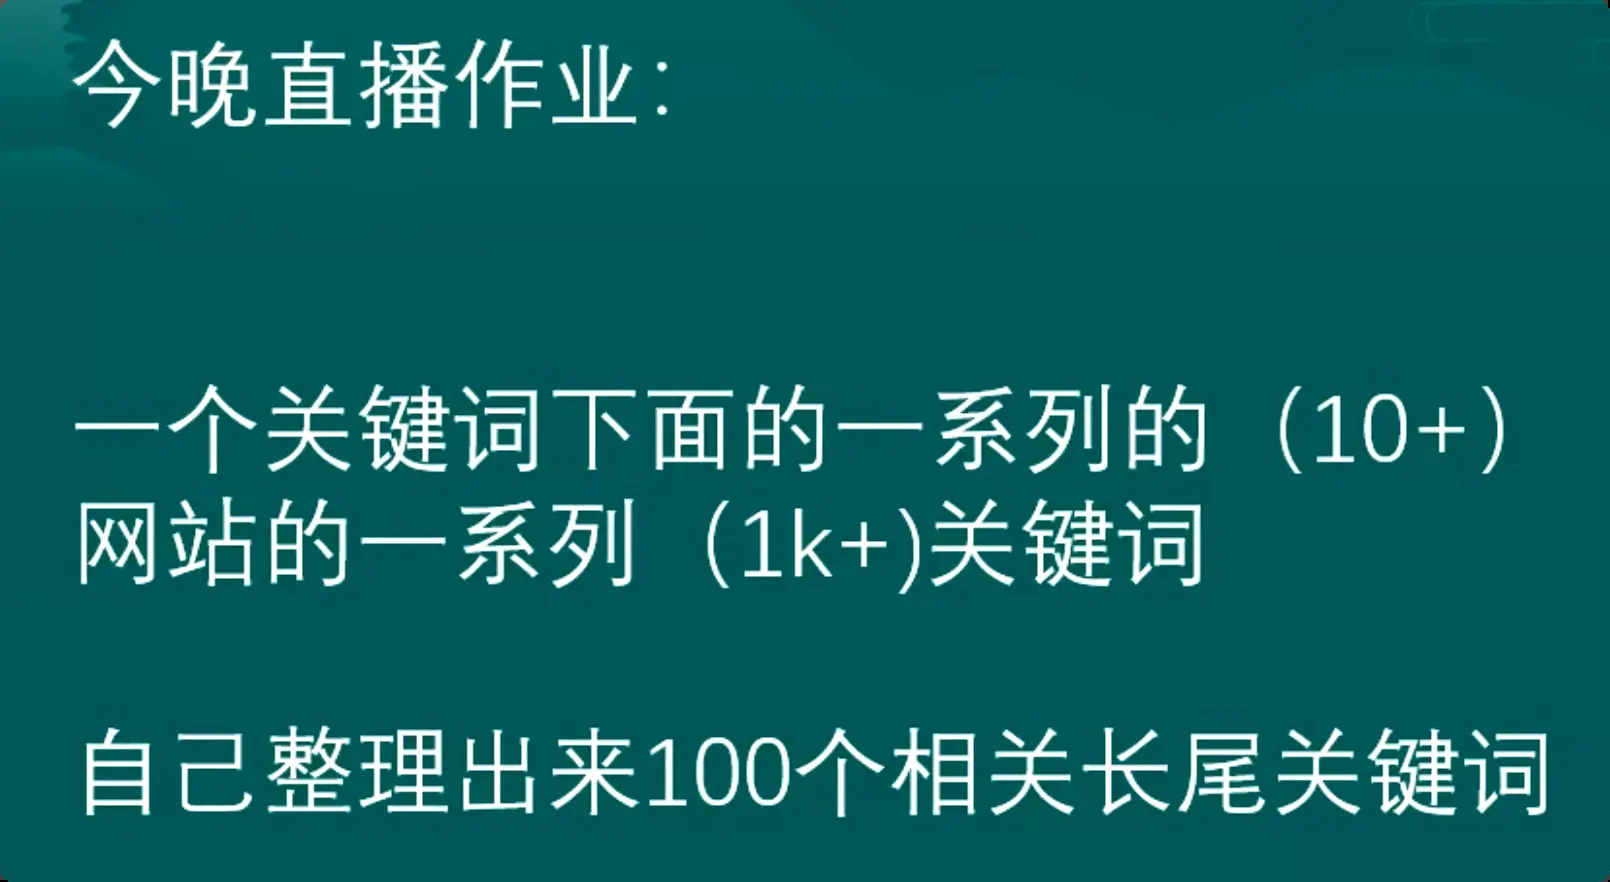 今晚直播作业：
一个关键词下面的一系列的（10+）
网站的一系列（1k+)关键词
自己整理出来100个相关长尾关键词